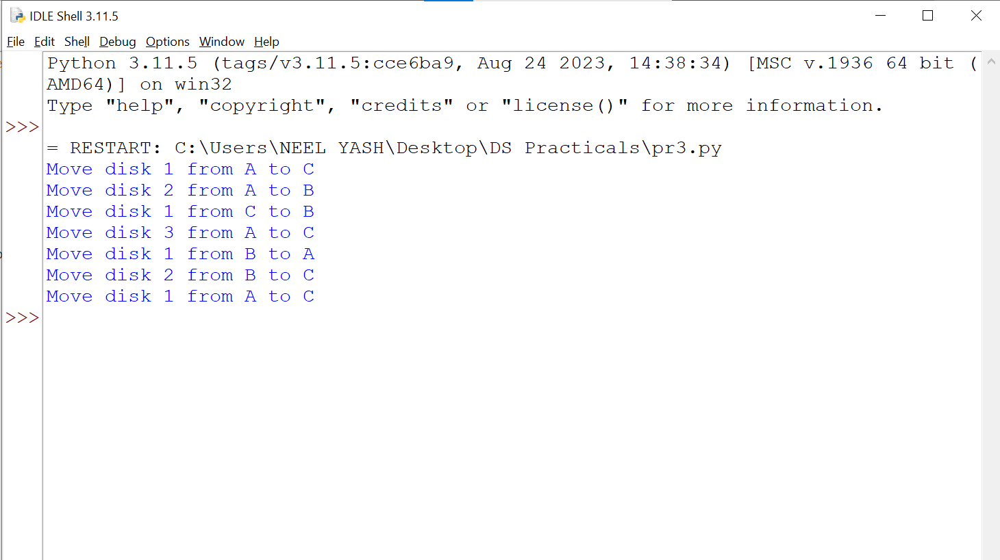 IDLE Shell 3.11.5
File Edit Shell Debug Options Window Help
Python 3.11.5 (tags/v3.11.5:cce6ba9, Aug 24 2023, 14:38:34) [MSC v.1936 64 bit (
AMD64)] on win32
Type "help", "copyright", "credits" or "license()" for more information.
>>>
= RESTART: C:\Users\NEEL YASH\Desktop\DS Practicals\pr3.py
Move disk 1 from A to C
Move disk 2 from A to B
Move disk 1 from C to B
Move disk 3 from A to C
Move disk 1 from B to A
Move disk 2 from B to C
Move disk 1 from A to C
>>>